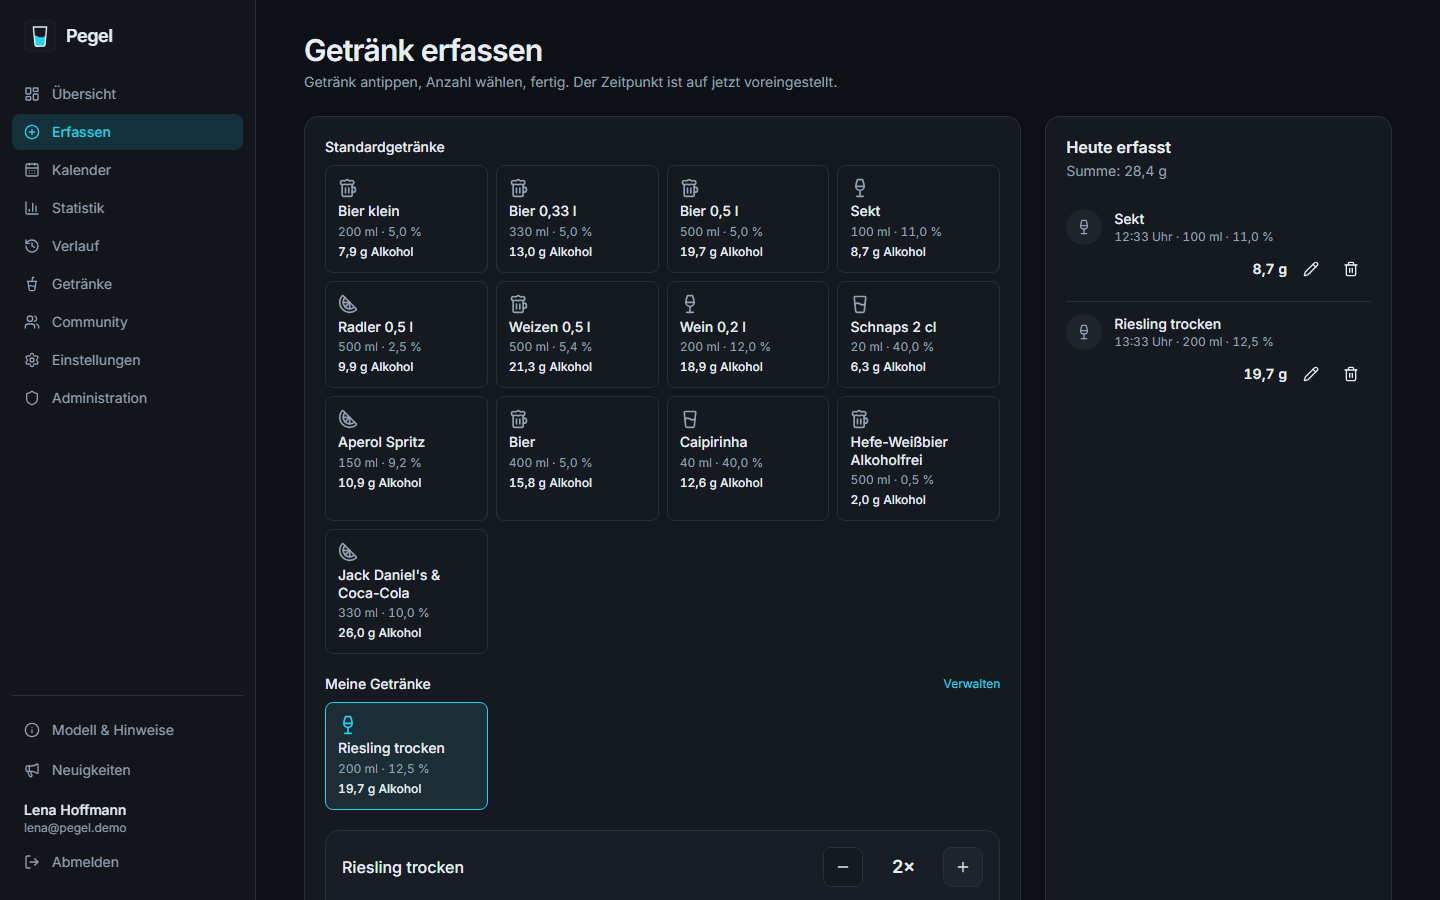 Pegel
Übersicht
Erfassen
Kalender
Statistik
Verlauf
Getränke
Community
Einstellungen
Administration
Modell & Hinweise
Neuigkeiten
Lena Hoffmann
lena@pegel.demo
Abmelden
Getränk erfassen
Getränk antippen, Anzahl wählen, fertig. Der Zeitpunkt ist auf jetzt voreingestellt.
Standardgetränke
Bier klein
200 ml · 5,0 %
7,9 g Alkohol
Bier 0,33 l
330 ml · 5,0 %
13,0 g Alkohol
Bier 0,5 l
500 ml · 5,0 %
19,7 g Alkohol
Sekt
100 ml · 11,0 %
8,7 g Alkohol
Radler 0,5 l
500 ml · 2,5 %
9,9 g Alkohol
Weizen 0,5 l
500 ml · 5,4 %
21,3 g Alkohol
Wein 0,2 l
200 ml · 12,0 %
18,9 g Alkohol
Schnaps 2 cl
20 ml · 40,0 %
6,3 g Alkohol
Aperol Spritz
150 ml · 9,2 %
10,9 g Alkohol
Bier
400 ml · 5,0 %
15,8 g Alkohol
Caipirinha
40 ml · 40,0 %
12,6 g Alkohol
Hefe-Weißbier
Alkoholfrei
500 ml · 0,5 %
2,0 g Alkohol
Jack Daniel's &
Coca-Cola
330 ml · 10,0 %
26,0 g Alkohol
Meine Getränke
Verwalten
Riesling trocken
200 ml · 12,5 %
19,7 g Alkohol
Riesling trocken
− 2× +
Heute erfasst
Summe: 28,4 g
Sekt
12:33 Uhr · 100 ml · 11,0 %
8,7 g
Riesling trocken
13:33 Uhr · 200 ml · 12,5 %
19,7 g